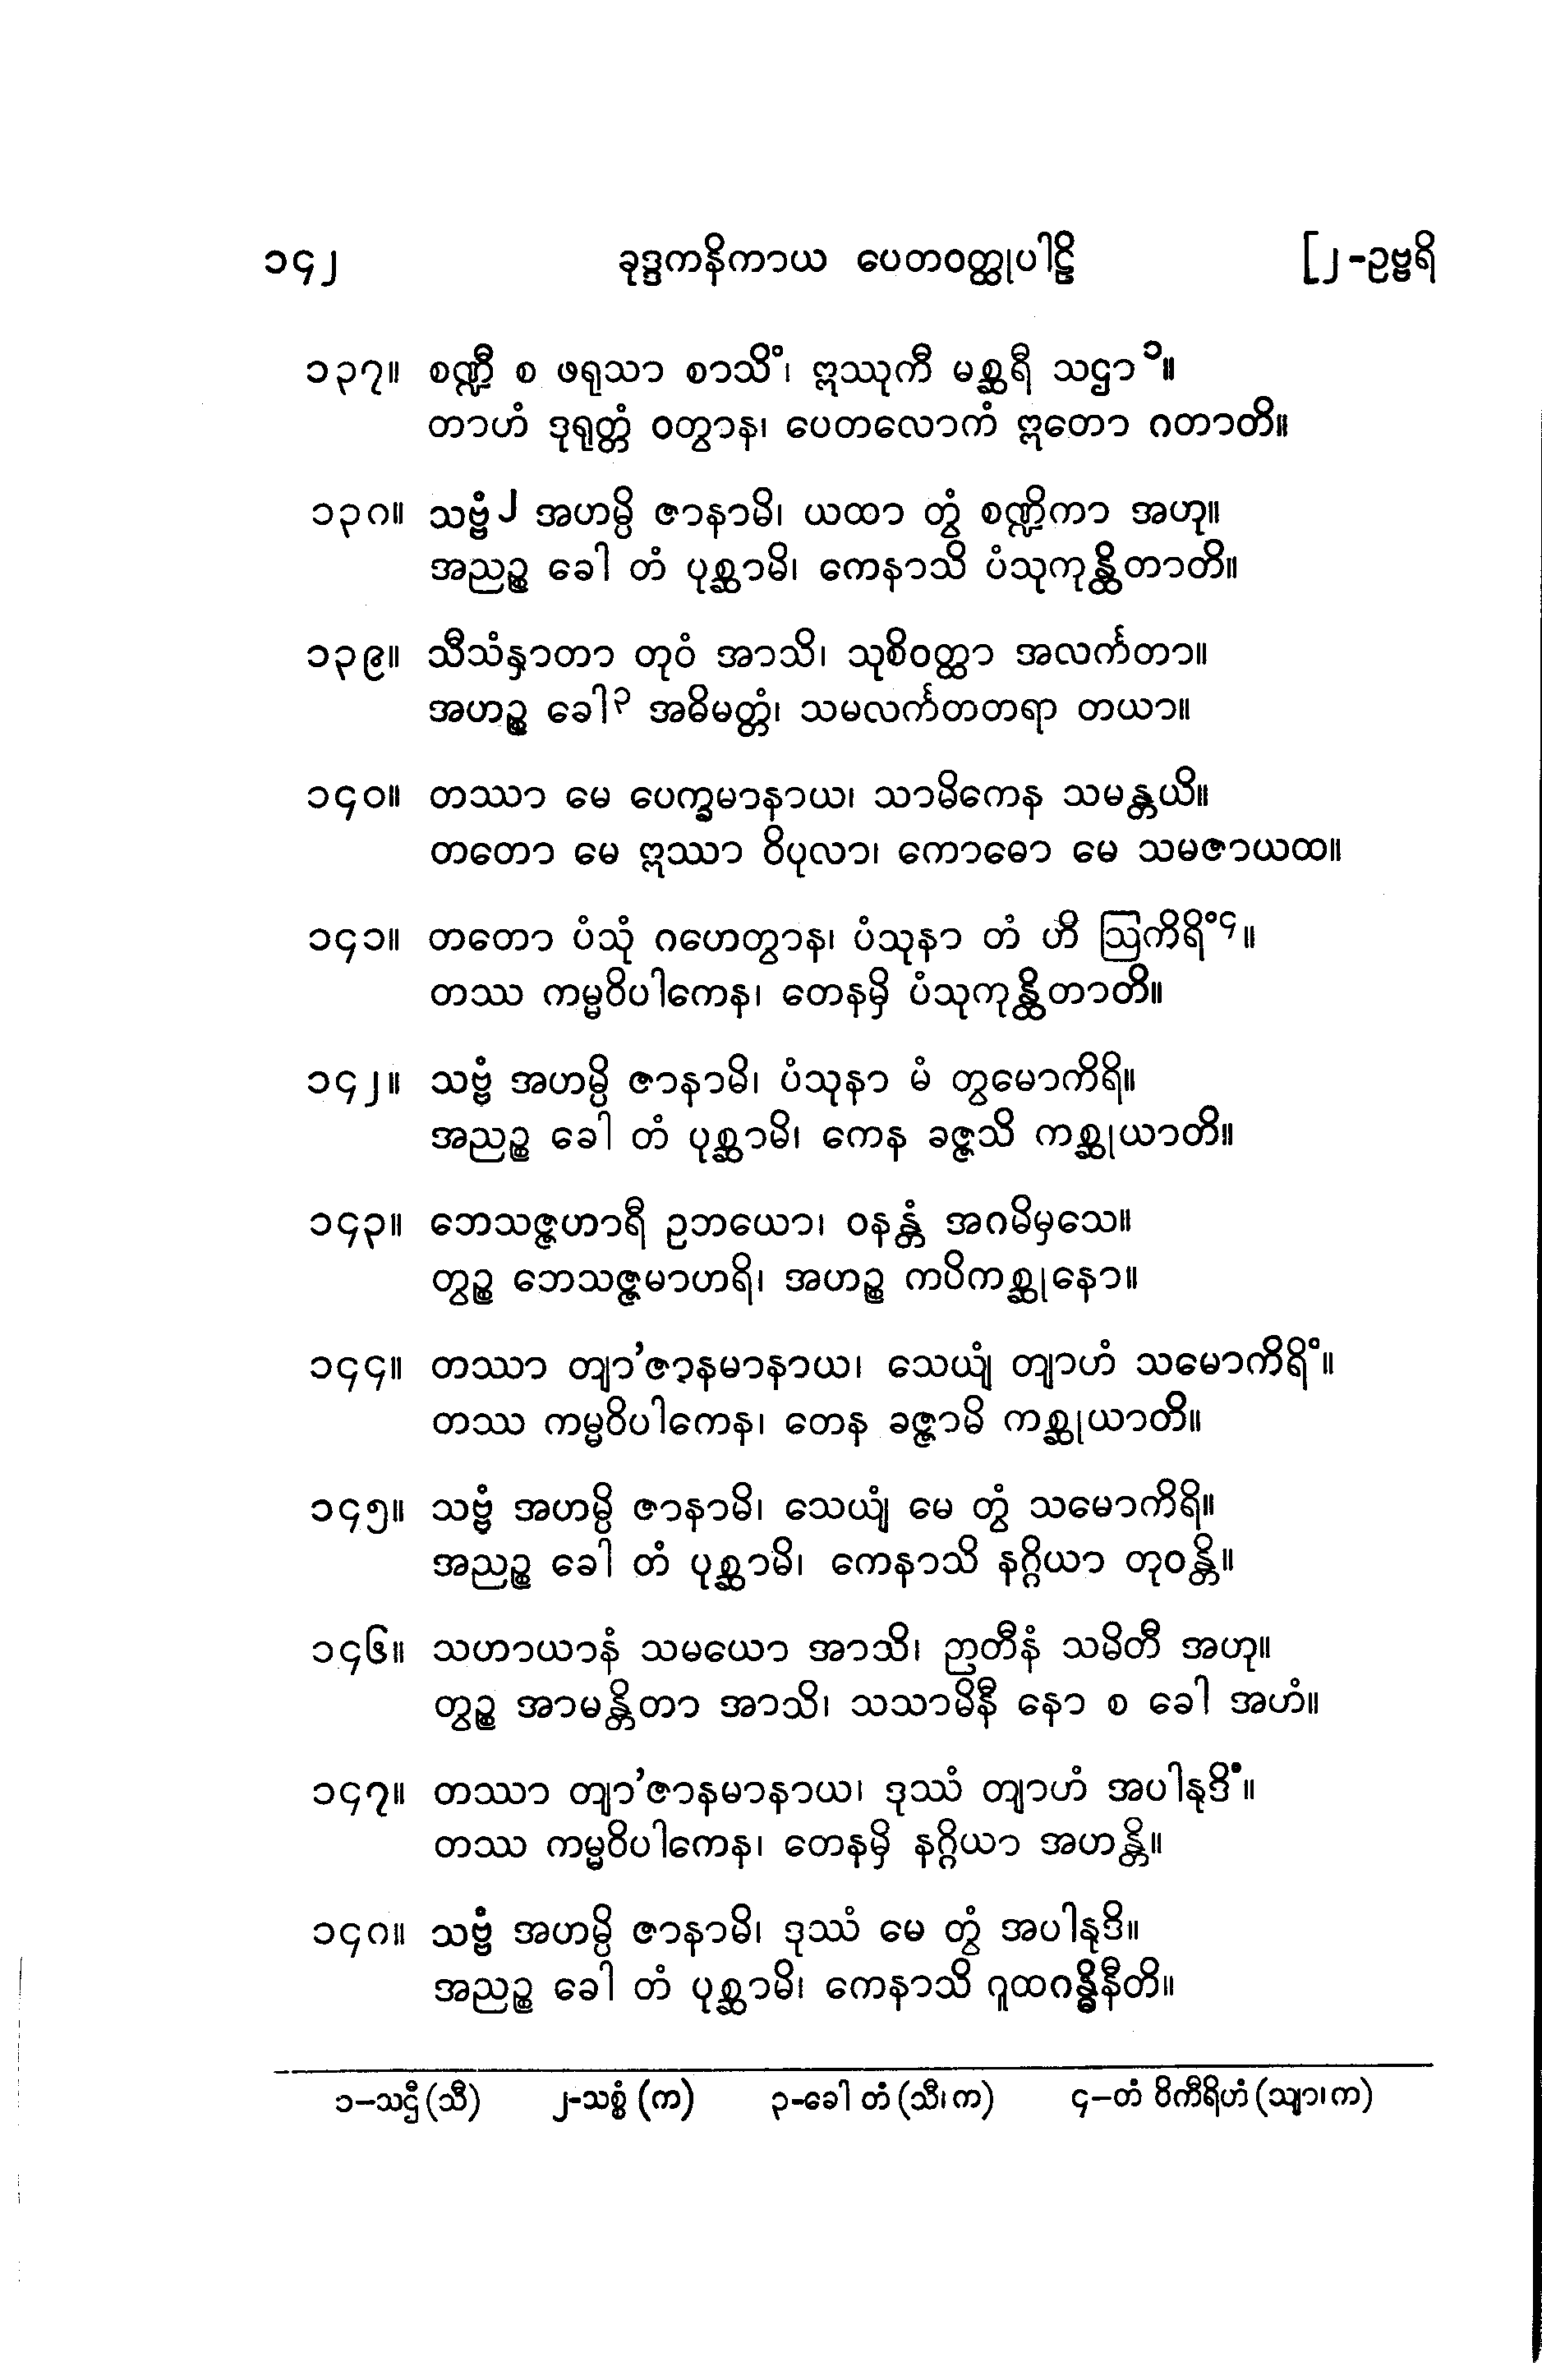 ၁၄၂ ခုဒ္ဒကနိကာယ ပေတဝတ္ထုပါဠိ [၂-ဥဗ္ဗရိ
၁၃၇။ စဏ္ဍီ စ ဖရုသာ စာသိံ၊ ဣဿုကီ မစ္ဆရီ သဌာ ၁။
တာဟံ ဒုရုတ္တံ ဝတွာန၊ ပေတလောကံ ဣတော ဂတာတိ။
၁၃၈။ သဗ္ဗံ ၂ အဟမ္ပိ ဇာနာမိ၊ ယထာ တွံ စဏ္ဍိကာ အဟု။
အညဉ္စ ခေါ တံ ပုစ္ဆာမိ၊ ကေနာသိ ပံသုကုန္ထိတာတိ။
၁၃၉။ သီသံနှာတာ တုဝံ အာသိ၊ သုစိဝတ္ထာ အလင်္ကတာ။
အဟဉ္စ ခေါ ၃ အဓိမတ္တံ၊ သမလင်္ကတတရာ တယာ။
၁၄၀။ တဿာ မေ ပေက္ခမာနာယ၊ သာမိကေန သမန္တယိ။
တတော မေ ဣဿာ ဝိပုလာ၊ ကောဓော မေ သမဇာယထ။
၁၄၁။ တတော ပံသုံ ဂဟေတွာန၊ ပံသုနာ တံ ဟိ ဩကိရိံ ၄။
တဿ ကမ္မဝိပါကေန၊ တေနမှိ ပံသုကုန္ထိတာတိ။
၁၄၂။ သဗ္ဗံ အဟမ္ပိ ဇာနာမိ၊ ပံသုနာ မံ တွမောကိရိ။
အညဉ္စ ခေါ တံ ပုစ္ဆာမိ၊ ကေန ခဇ္ဇသိ ကစ္ဆုယာတိ။
၁၄၃။ ဘေသဇ္ဇဟာရီ ဥဘယော၊ ဝနန္တံ အဂမိမှသေ။
တွဉ္စ ဘေသဇ္ဇမာဟရိ၊ အဟဉ္စ ကပိကစ္ဆုနော။
၁၄၄။ တဿာ တျာ’ဇာနမာနာယ၊ သေယျံ တျာဟံ သမောကိရိံ။
တဿ ကမ္မဝိပါကေန၊ တေန ခဇ္ဇာမိ ကစ္ဆုယာတိ။
၁၄၅။ သဗ္ဗံ အဟမ္ပိ ဇာနာမိ၊ သေယျံ မေ တွံ သမောကိရိ။
အညဉ္စ ခေါ တံ ပုစ္ဆာမိ၊ ကေနာသိ နဂ္ဂိယာ တုဝန္တိ။
၁၄၆။ သဟာယာနံ သမယော အာသိ၊ ဉာတီနံ သမိတီ အဟု။
တွဉ္စ အာမန္တိတာ အာသိ၊ သသာမိနီ နော စ ခေါ အဟံ။
၁၄၇။ တဿာ တျာ’ဇာနမာနာယ၊ ဒုဿံ တျာဟံ အပါနုဒိံ။
တဿ ကမ္မဝိပါကေန၊ တေနမှိ နဂ္ဂိယာ အဟန္တိ။
၁၄၈။ သဗ္ဗံ အဟမ္ပိ ဇာနာမိ၊ ဒုဿံ မေ တွံ အပါနုဒိ။
အညဉ္စ ခေါ တံ ပုစ္ဆာမိ၊ ကေနာသိ ဂူထဂန္ဓိနီတိ။
၁–သဌီ (သီ) ၂-သစ္စံ (က) ၃-ခေါ တံ (သီ၊ က) ၄–တံ ဝိကီရိဟံ (သျာ၊ က)